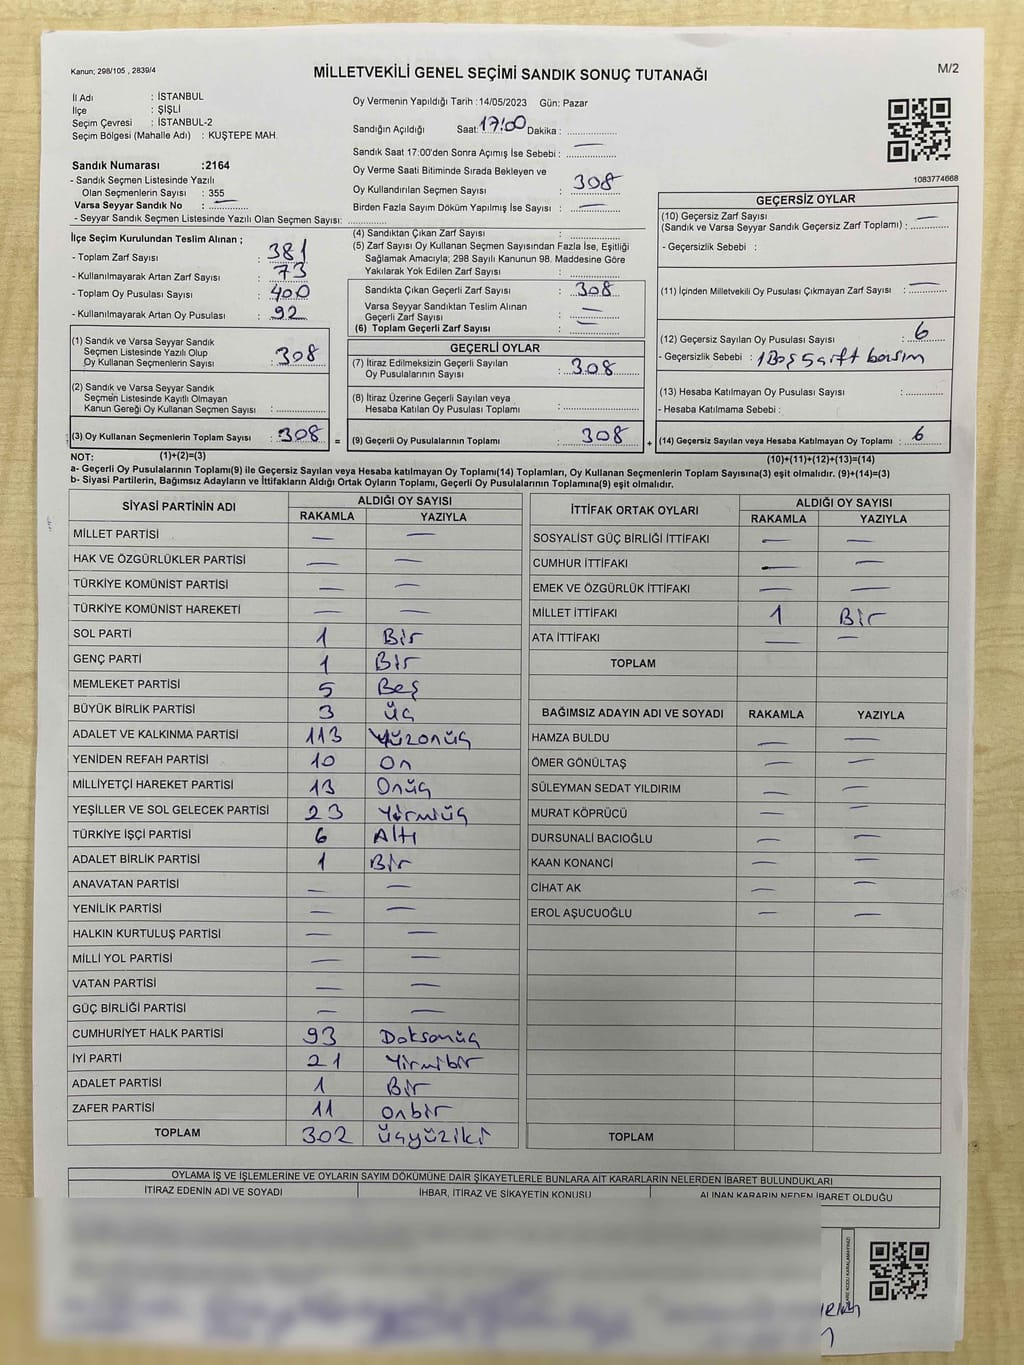 Kanun; 298/105 , 2839/4
MİLLETVEKİLİ GENEL SEÇİMİ SANDIK SONUÇ TUTANAĞI
M/2
İl Adı : İSTANBUL
İlçe : ŞİŞLİ
Seçim Çevresi : İSTANBUL-2
Seçim Bölgesi (Mahalle Adı) : KUŞTEPE MAH.
Sandık Numarası :2164
- Sandık Seçmen Listesinde Yazılı
Olan Seçmenlerin Sayısı : 355
Varsa Seyyar Sandık No : —
- Seyyar Sandık Seçmen Listesinde Yazılı Olan Seçmen Sayısı: ..............
Oy Vermenin Yapıldığı Tarih :14/05/2023 Gün: Pazar
Sandığın Açıldığı Saat: 17:00 Dakika : ..............
Sandık Saat 17:00'den Sonra Açımış İse Sebebi : —
Oy Verme Saati Bitiminde Sırada Bekleyen ve
Oy Kullandırılan Seçmen Sayısı : 308
Birden Fazla Sayım Döküm Yapılmış İse Sayısı : —
1083774668
İlçe Seçim Kurulundan Teslim Alınan ;
- Toplam Zarf Sayısı : 381
- Kullanılmayarak Artan Zarf Sayısı : 73
- Toplam Oy Pusulası Sayısı : 400
- Kullanılmayarak Artan Oy Pusulası : 92
(1) Sandık ve Varsa Seyyar Sandık
Seçmen Listesinde Yazılı Olup
Oy Kullanan Seçmenlerin Sayısı : 308
(2) Sandık ve Varsa Seyyar Sandık
Seçmen Listesinde Kayıtlı Olmayan
Kanun Gereği Oy Kullanan Seçmen Sayısı : ..............
(3) Oy Kullanan Seçmenlerin Toplam Sayısı : 308 =
(4) Sandıktan Çıkan Zarf Sayısı : ..............
(5) Zarf Sayısı Oy Kullanan Seçmen Sayısından Fazla İse, Eşitliği
Sağlamak Amacıyla; 298 Sayılı Kanunun 98. Maddesine Göre
Yakılarak Yok Edilen Zarf Sayısı : ..............
Sandıkta Çıkan Geçerli Zarf Sayısı : 308
Varsa Seyyar Sandıktan Teslim Alınan
Geçerli Zarf Sayısı : —
(6) Toplam Geçerli Zarf Sayısı : —
GEÇERLİ OYLAR
(7) İtiraz Edilmeksizin Geçerli Sayılan
Oy Pusulalarının Sayısı : 308
(8) İtiraz Üzerine Geçerli Sayılan veya
Hesaba Katılan Oy Pusulası Toplamı : ..............
(9) Geçerli Oy Pusulalarının Toplamı : 308 +
GEÇERSİZ OYLAR
(10) Geçersiz Zarf Sayısı
(Sandık ve Varsa Seyyar Sandık Geçersiz Zarf Toplamı) : —
- Geçersizlik Sebebi :
(11) İçinden Milletvekili Oy Pusulası Çıkmayan Zarf Sayısı : —
(12) Geçersiz Sayılan Oy Pusulası Sayısı : 6
- Geçersizlik Sebebi : 1 Boş 5
(13) Hesaba Katılmayan Oy Pusulası Sayısı : ..............
- Hesaba Katılmama Sebebi :
(14) Geçersiz Sayılan veya Hesaba Katılmayan Oy Toplamı : 6
NOT: (1)+(2)=(3) (10)+(11)+(12)+(13)=(14)
a- Geçerli Oy Pusulalarının Toplamı(9) ile Geçersiz Sayılan veya Hesaba katılmayan Oy Toplamı(14) Toplamları, Oy Kullanan Seçmenlerin Toplam Sayısına(3) eşit olmalıdır. (9)+(14)=(3)
b- Siyasi Partilerin, Bağımsız Adayların ve İttifakların Aldığı Ortak Oyların Toplamı, Geçerli Oy Pusulalarının Toplamına(9) eşit olmalıdır.
SİYASİ PARTİNİN ADI ALDIĞI OY SAYISI
RAKAMLA YAZIYLA
MİLLET PARTİSİ — —
HAK VE ÖZGÜRLÜKLER PARTİSİ — —
TÜRKİYE KOMÜNİST PARTİSİ — —
TÜRKİYE KOMÜNİST HAREKETİ — —
SOL PARTİ 1 Bir
GENÇ PARTİ 1 Bir
MEMLEKET PARTİSİ 5 Beş
BÜYÜK BİRLİK PARTİSİ 3 üç
ADALET VE KALKINMA PARTİSİ 113 Yüzonüç
YENİDEN REFAH PARTİSİ 10 On
MİLLİYETÇİ HAREKET PARTİSİ 13 Onüç
YEŞİLLER VE SOL GELECEK PARTİSİ 23 Yirmiüç
TÜRKİYE İŞÇİ PARTİSİ 6 Altı
ADALET BİRLİK PARTİSİ 1 Bir
ANAVATAN PARTİSİ — —
YENİLİK PARTİSİ — —
HALKIN KURTULUŞ PARTİSİ — —
MİLLİ YOL PARTİSİ — —
VATAN PARTİSİ — —
GÜÇ BİRLİĞİ PARTİSİ — —
CUMHURİYET HALK PARTİSİ 93 Doksanüç
İYİ PARTİ 21 Yirmibir
ADALET PARTİSİ 1 Bir
ZAFER PARTİSİ 11 onbir
TOPLAM 302 üçyüziki
İTTİFAK ORTAK OYLARI ALDIĞI OY SAYISI
RAKAMLA YAZIYLA
SOSYALİST GÜÇ BİRLİĞİ İTTİFAKI — —
CUMHUR İTTİFAKI — —
EMEK VE ÖZGÜRLÜK İTTİFAKI — —
MİLLET İTTİFAKI 1 Bir
ATA İTTİFAKI — —
TOPLAM
BAĞIMSIZ ADAYIN ADI VE SOYADI RAKAMLA YAZIYLA
HAMZA BULDU — —
ÖMER GÖNÜLTAŞ — —
SÜLEYMAN SEDAT YILDIRIM — —
MURAT KÖPRÜCÜ — —
DURSUNALİ BACIOĞLU — —
KAAN KONANCİ — —
CİHAT AK — —
EROL AŞUCUOĞLU — —
TOPLAM
OYLAMA İŞ VE İŞLEMLERİNE VE OYLARIN SAYIM DÖKÜMÜNE DAİR ŞİKAYETLERLE BUNLARA AİT KARARLARIN NELERDEN İBARET BULUNDUKLARI
İTİRAZ EDENİN ADI VE SOYADI İHBAR, İTİRAZ VE ŞİKAYETİN KONUSU ALINAN KARARIN NEDEN İBARET OLDUĞU